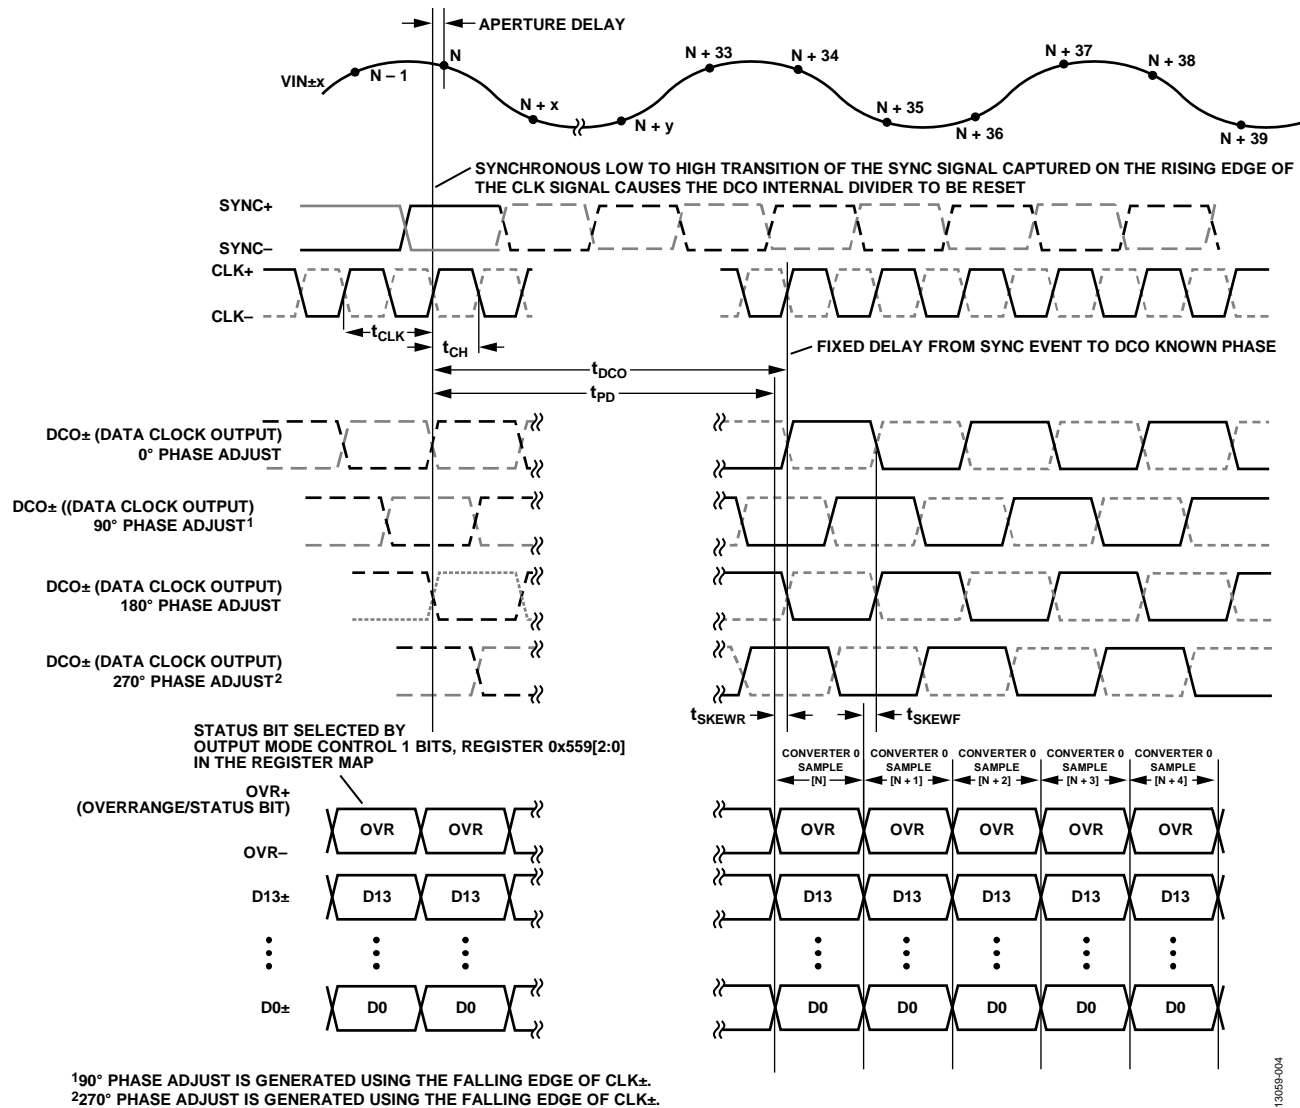 APERTURE DELAY
VIN±x
N – 1
N
N + x
N + y
N + 33
N + 34
N + 35
N + 36
N + 37
N + 38
N + 39
SYNCHRONOUS LOW TO HIGH TRANSITION OF THE SYNC SIGNAL CAPTURED ON THE RISING EDGE OF
THE CLK SIGNAL CAUSES THE DCO INTERNAL DIVIDER TO BE RESET
SYNC+
SYNC–
CLK+
CLK–
tCLK
tCH
FIXED DELAY FROM SYNC EVENT TO DCO KNOWN PHASE
tDCO
tPD
DCO± (DATA CLOCK OUTPUT)
0° PHASE ADJUST
DCO± ((DATA CLOCK OUTPUT)
90° PHASE ADJUST1
DCO± (DATA CLOCK OUTPUT)
180° PHASE ADJUST
DCO± (DATA CLOCK OUTPUT)
270° PHASE ADJUST2
tSKEWR
tSKEWF
STATUS BIT SELECTED BY
OUTPUT MODE CONTROL 1 BITS, REGISTER 0x559[2:0]
IN THE REGISTER MAP
CONVERTER 0
SAMPLE
[N]
CONVERTER 0
SAMPLE
[N + 1]
CONVERTER 0
SAMPLE
[N + 2]
CONVERTER 0
SAMPLE
[N + 3]
CONVERTER 0
SAMPLE
[N + 4]
OVR+
(OVERRANGE/STATUS BIT)
OVR–
OVR OVR OVR OVR OVR OVR OVR
D13±
D13 D13 D13 D13 D13 D13 D13
D0±
D0 D0 D0 D0 D0 D0 D0
190° PHASE ADJUST IS GENERATED USING THE FALLING EDGE OF CLK±.
2270° PHASE ADJUST IS GENERATED USING THE FALLING EDGE OF CLK±.
13059-004